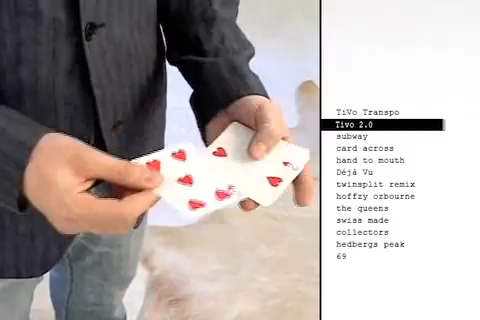 TiVo Transpo
Tivo 2.0
subway
card across
hand to mouth
Déjà Vu
twinsplit remix
hoffzy ozbourne
the queens
swiss made
collectors
hedbergs peak
69